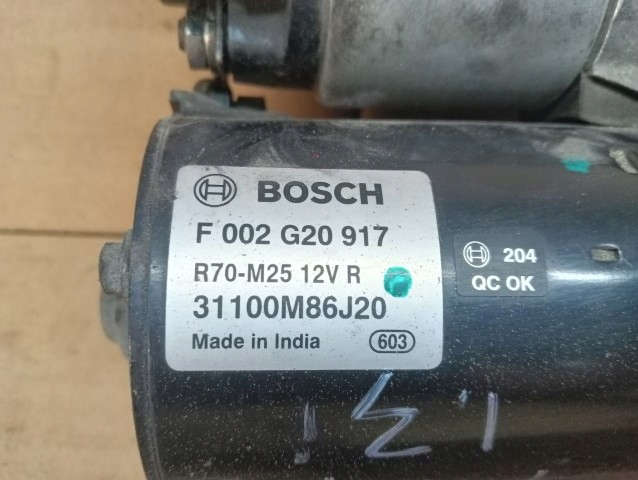 BOSCH
F 002 G20 917
R70-M25 12V R
31100M86J20
Made in India 603
204
QC OK